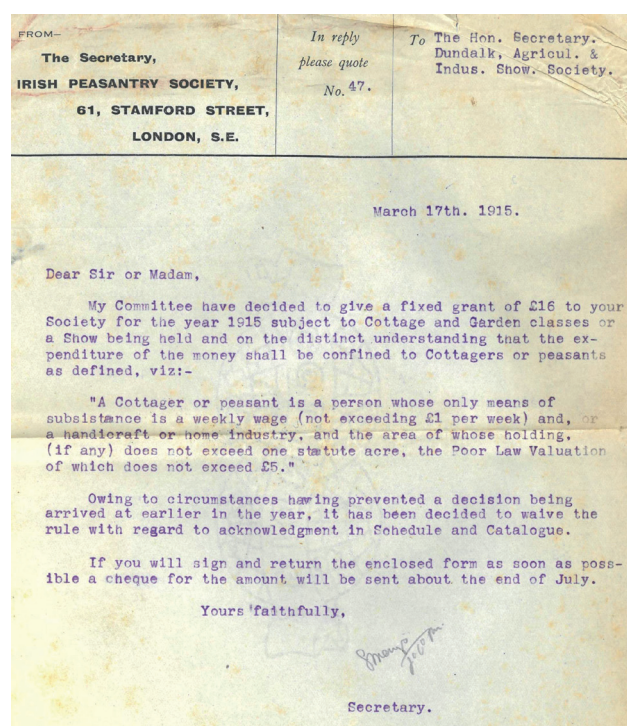 FROM—
The Secretary,
IRISH PEASANTRY SOCIETY,
61, STAMFORD STREET,
LONDON, S.E.
In reply
please quote
No. 47.
To The Hon. Secretary.
Dundalk, Agricul. &
Indus. Show. Society.
March 17th. 1915.
Dear Sir or Madam,
My Committee have decided to give a fixed grant of £16 to your
Society for the year 1915 subject to Cottage and Garden classes or
a Show being held and on the distinct understanding that the ex-
penditure of the money shall be confined to Cottagers or peasants
as defined, viz:-
"A Cottager or peasant is a person whose only means of
subsistance is a weekly wage (not exceeding £1 per week) and, or
a handicraft or home industry, and the area of whose holding,
(if any) does not exceed one statute acre, the Poor Law Valuation
of which does not exceed £5."
Owing to circumstances having prevented a decision being
arrived at earlier in the year, it has been decided to waive the
rule with regard to acknowledgment in Schedule and Catalogue.
If you will sign and return the enclosed form as soon as poss-
ible a cheque for the amount will be sent about the end of July.
Yours faithfully,
Secretary.